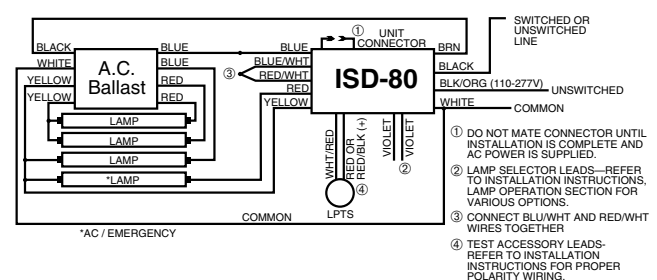 ① UNIT CONNECTOR
SWITCHED OR
UNSWITCHED
LINE
BLACK
BLUE
BLUE
BRN
WHITE
A.C.
Ballast
BLUE
BLUE/WHT
ISD-80
BLACK
YELLOW
RED
③
RED/WHT
BLK/ORG (110-277V)
UNSWITCHED
YELLOW
RED
RED
YELLOW
WHITE
COMMON
LAMP
LAMP
LAMP
*LAMP
WHT/RED
RED OR
RED/BLK (+)
VIOLET
VIOLET
②
④
LPTS
COMMON
*AC / EMERGENCY
① DO NOT MATE CONNECTOR UNTIL
INSTALLATION IS COMPLETE AND
AC POWER IS SUPPLIED.
② LAMP SELECTOR LEADS—REFER
TO INSTALLATION INSTRUCTIONS,
LAMP OPERATION SECTION FOR
VARIOUS OPTIONS.
③ CONNECT BLU/WHT AND RED/WHT
WIRES TOGETHER
④ TEST ACCESSORY LEADS-
REFER TO INSTALLATION
INSTRUCTIONS FOR PROPER
POLARITY WIRING.